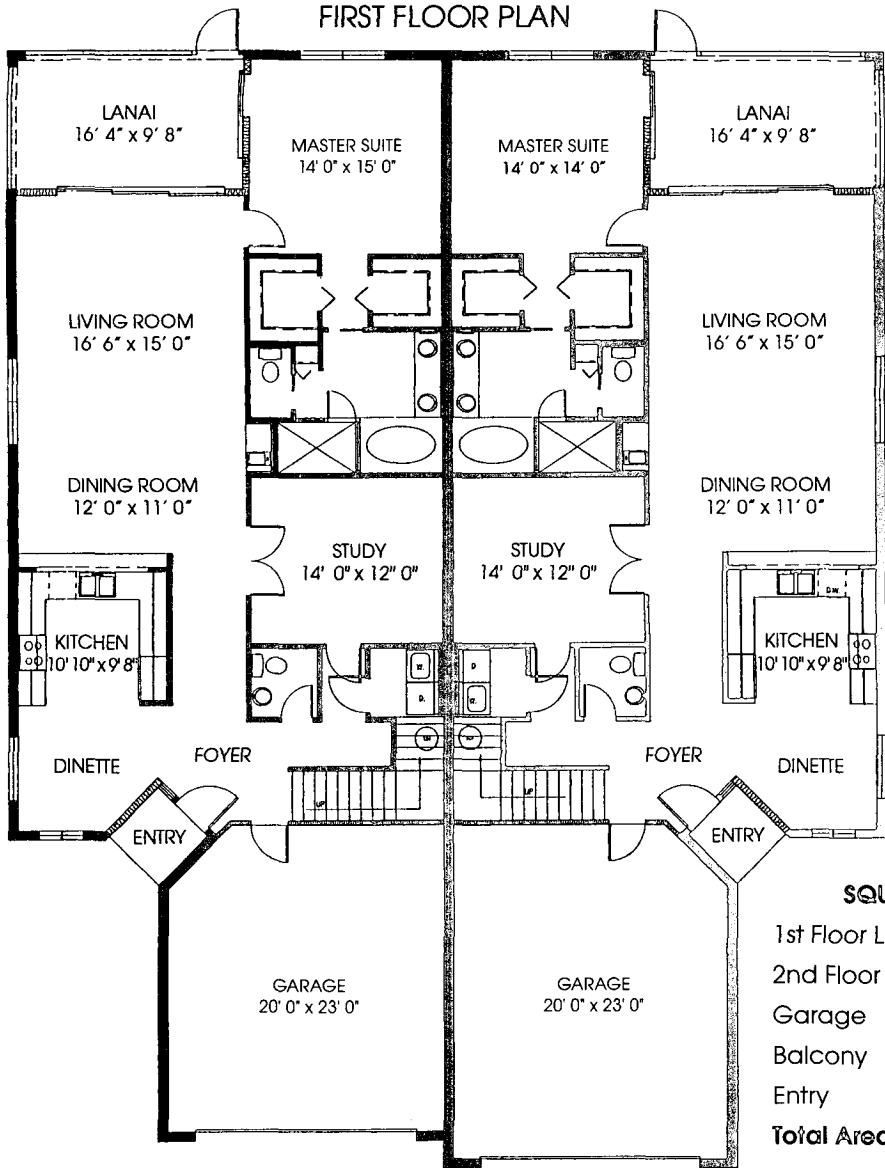 FIRST FLOOR PLAN
LANAI
16' 4" x 9' 8"
MASTER SUITE
14' 0" x 15' 0"
MASTER SUITE
14' 0" x 14' 0"
LANAI
16' 4" x 9' 8"
LIVING ROOM
16' 6" x 15' 0"
LIVING ROOM
16' 6" x 15' 0"
DINING ROOM
12' 0" x 11' 0"
DINING ROOM
12' 0" x 11' 0"
STUDY
14' 0" x 12" 0"
STUDY
14' 0" x 12" 0"
D.W.
KITCHEN
10' 10" x 9' 8"
KITCHEN
10' 10" x 9' 8"
W.
D.
D.
W.
DINETTE
FOYER
FOYER
DINETTE
UP
UP
ENTRY
ENTRY
GARAGE
20' 0" x 23' 0"
GARAGE
20' 0" x 23' 0"
SQU
1st Floor L
2nd Floor
Garage
Balcony
Entry
Total Area